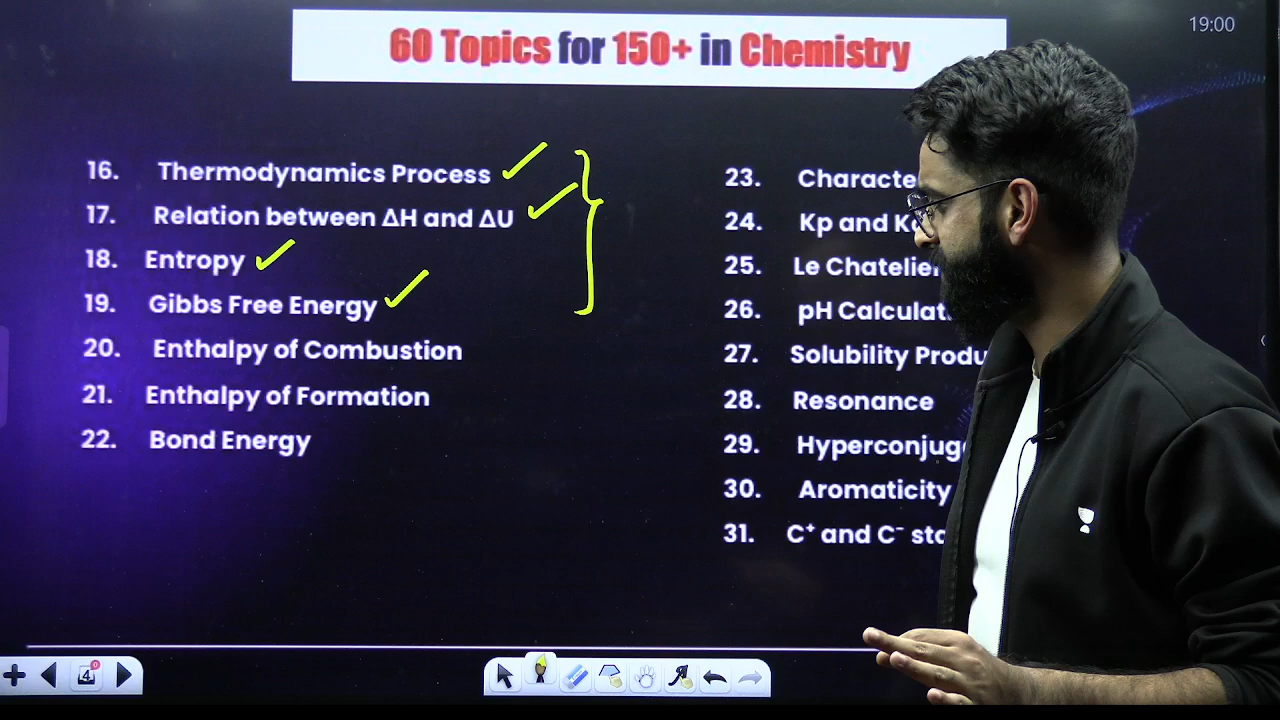 60 Topics for 150+ in Chemistry
19:00
16. Thermodynamics Process
17. Relation between ΔH and ΔU
18. Entropy
19. Gibbs Free Energy
20. Enthalpy of Combustion
21. Enthalpy of Formation
22. Bond Energy
23.
24. Kp and
25. Le
26. pH
27. Solubility
28. Resonance
29.
30. Aromaticity
31. C⁺ and C⁻
4
0